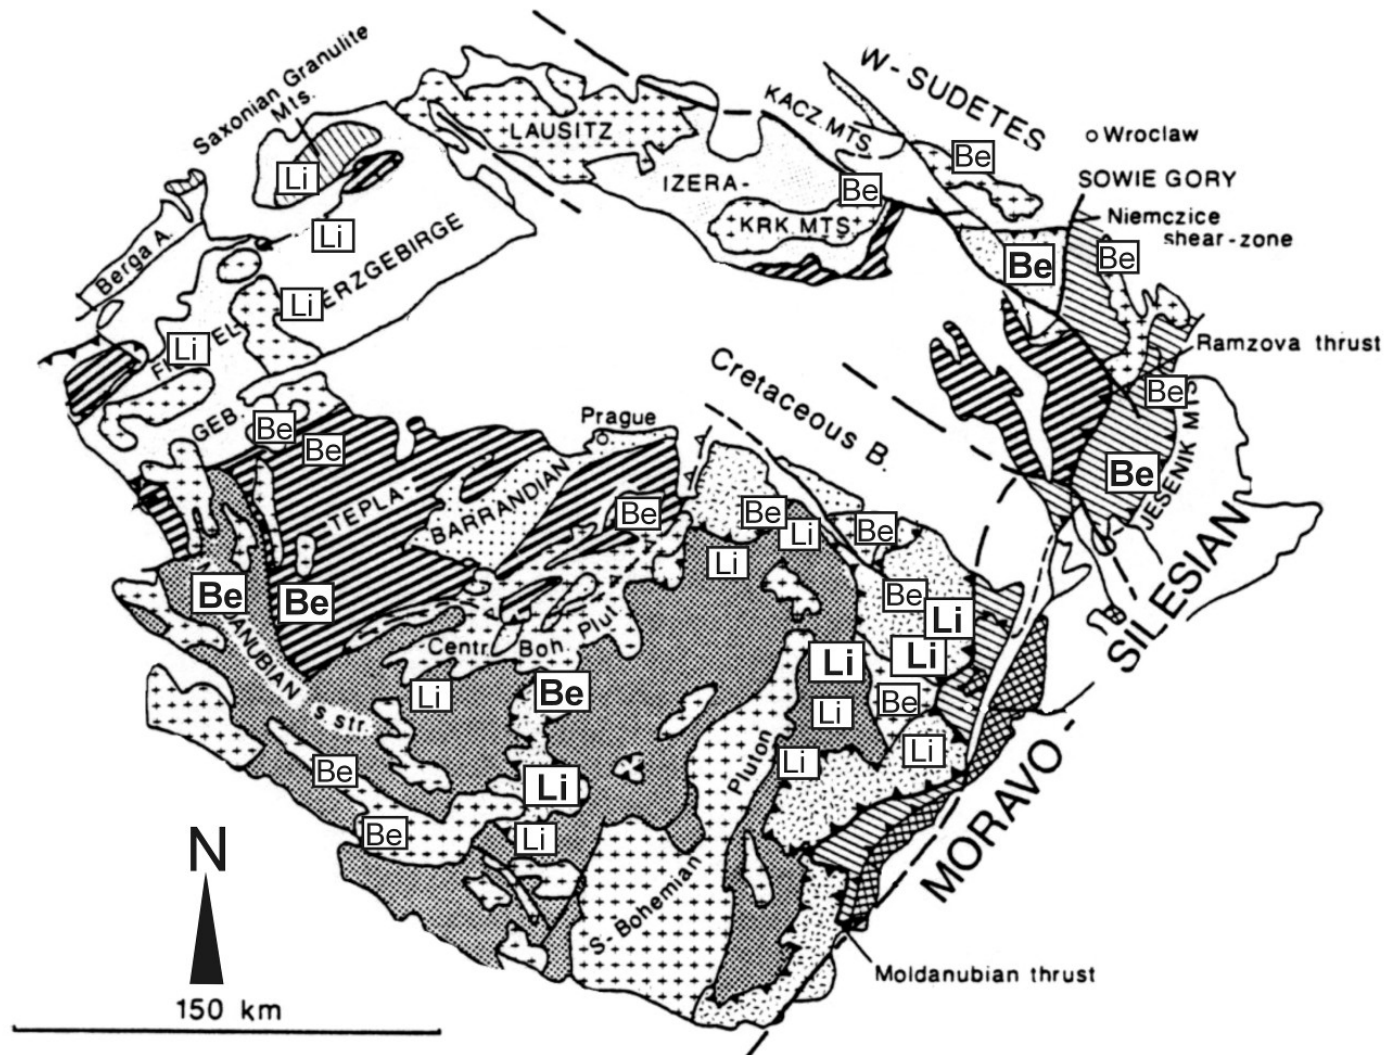 Saxonian Granulite
Mts.
W-SUDETES
KACZ. MTS
Wroclaw
LAUSITZ
Be
Li
IZERA-
Be
SOWIE GORY
KRK. MTS
Niemczice
shear-zone
Berga A.
Li
ERZGEBIRGE
Be
Be
Li
Li
GEB.
Ramzova thrust
Cretaceous B.
Be
JESENIK MTS
Be
Prague
Be
Be
TEPLA-
BARRANDIAN
Be
Be
Li
Be
Li
SILESIAN
Be
Be
Be
Li
Centr. Boh. Plut.
DANUBIAN
s.str.
Li
Be
Li
Li
Li
Be
Pluton
Li
Li
Be
Li
MORAVO-
Be
Li
N
S-Bohemian
Moldanubian thrust
150 km